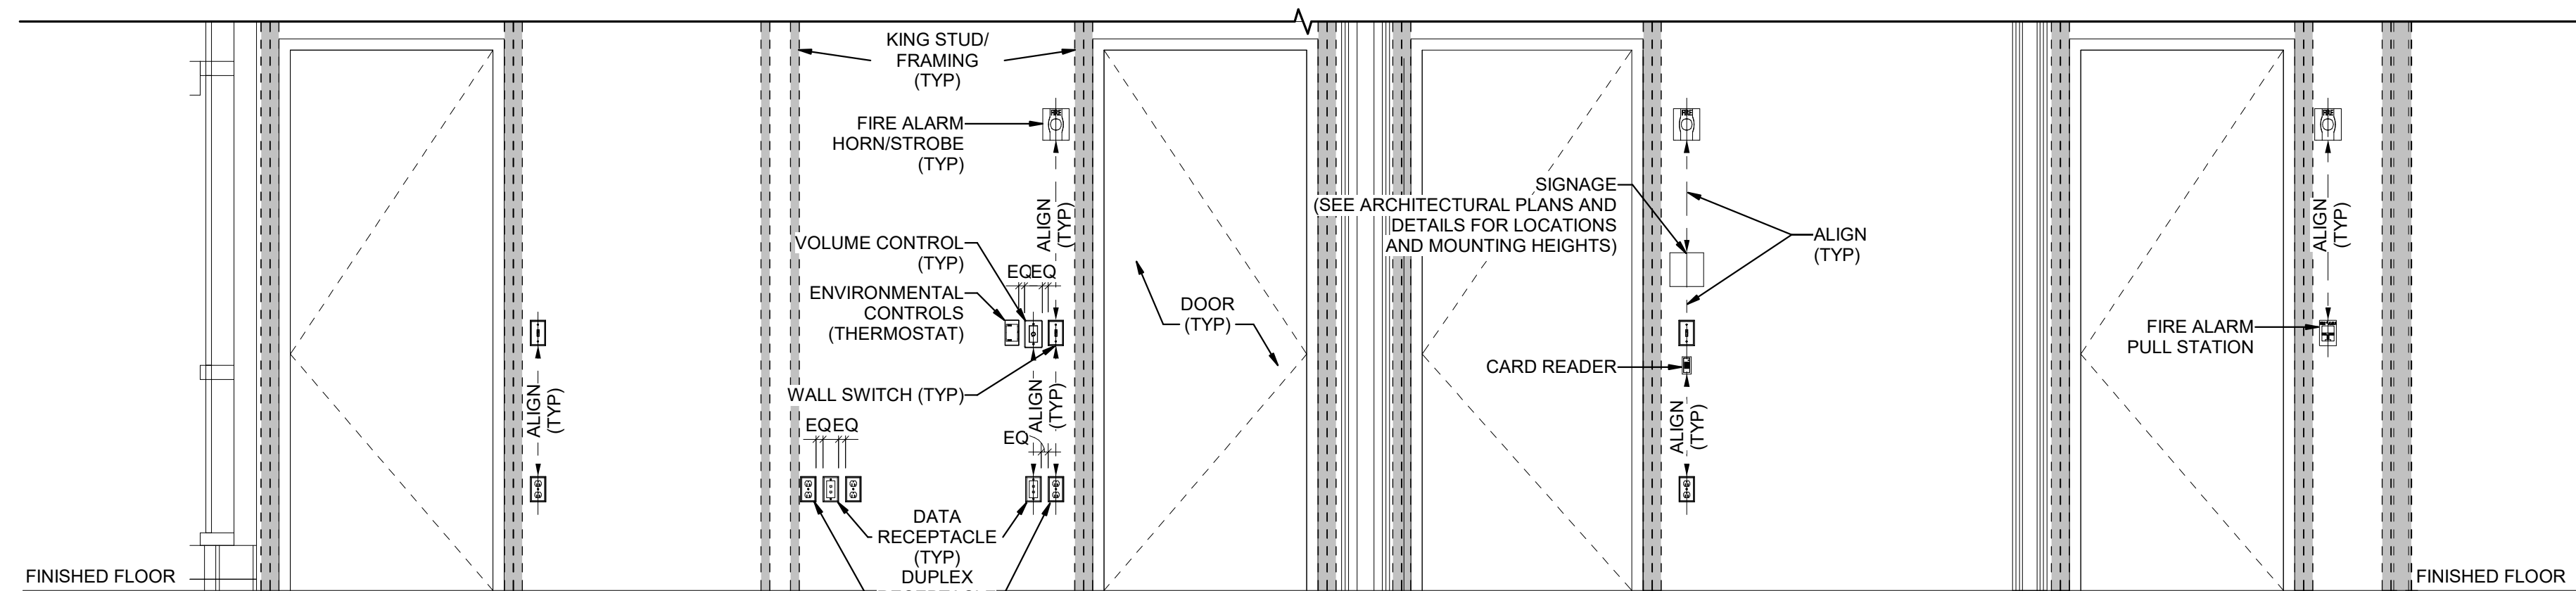 KING STUD/
FRAMING
(TYP)
FIRE ALARM
HORN/STROBE
(TYP)
ALIGN
(TYP)
VOLUME CONTROL
(TYP)
EQ EQ
ENVIRONMENTAL
CONTROLS
(THERMOSTAT)
WALL SWITCH (TYP)
ALIGN
(TYP)
ALIGN
(TYP)
EQ EQ
EQ
DATA
RECEPTACLE
(TYP)
DUPLEX
DOOR
(TYP)
SIGNAGE
(SEE ARCHITECTURAL PLANS AND
DETAILS FOR LOCATIONS
AND MOUNTING HEIGHTS)
ALIGN
(TYP)
CARD READER
ALIGN
(TYP)
FIRE
FIRE
FIRE
ALIGN
(TYP)
FIRE ALARM
PULL STATION
FINISHED FLOOR
FINISHED FLOOR